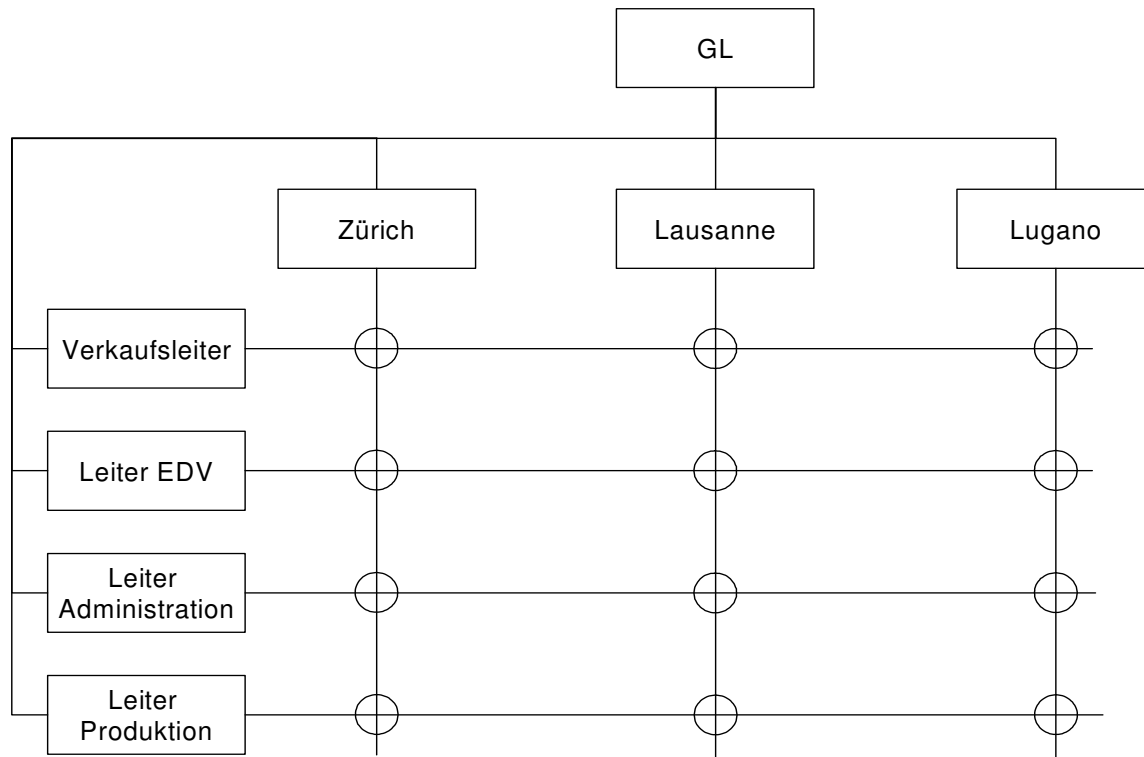 GL
Zürich
Lausanne
Lugano
Verkaufsleiter
Leiter EDV
Leiter
Administration
Leiter
Produktion